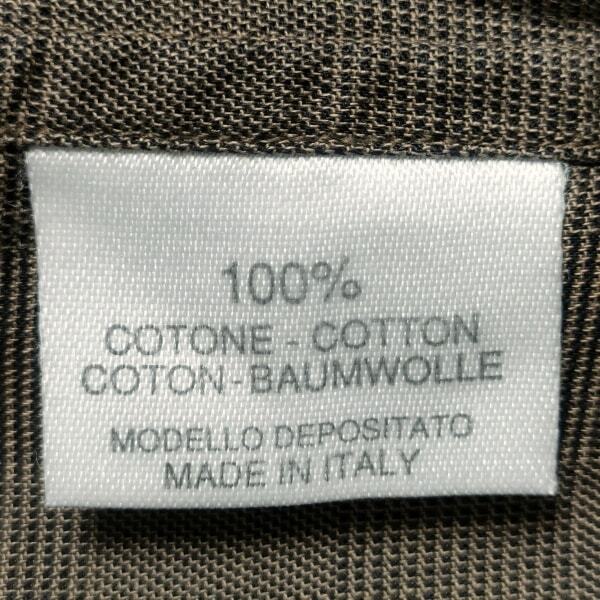 100%
COTONE - COTTON
COTON-BAUMWOLLE
MODELLO DEPOSITATO
MADE IN ITALY